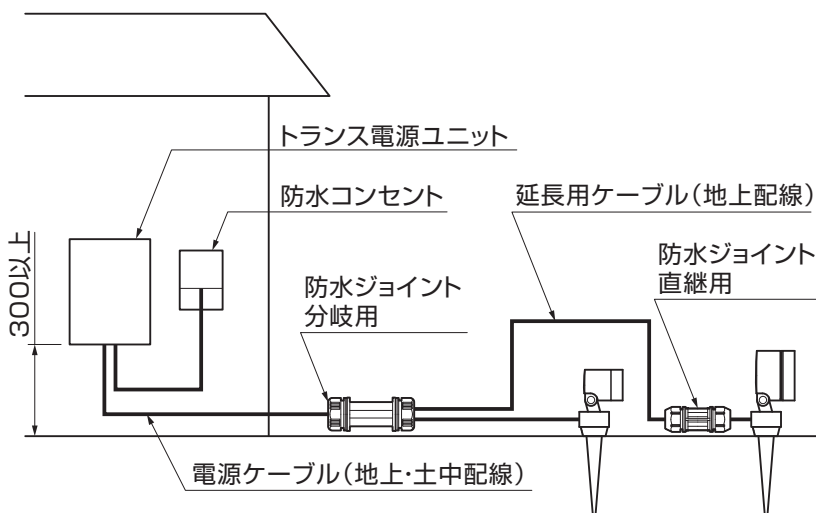 トランス電源ユニット
防水コンセント
延長用ケーブル(地上配線)
防水ジョイント
直継用
防水ジョイント
分岐用
300以上
電源ケーブル(地上・土中配線)